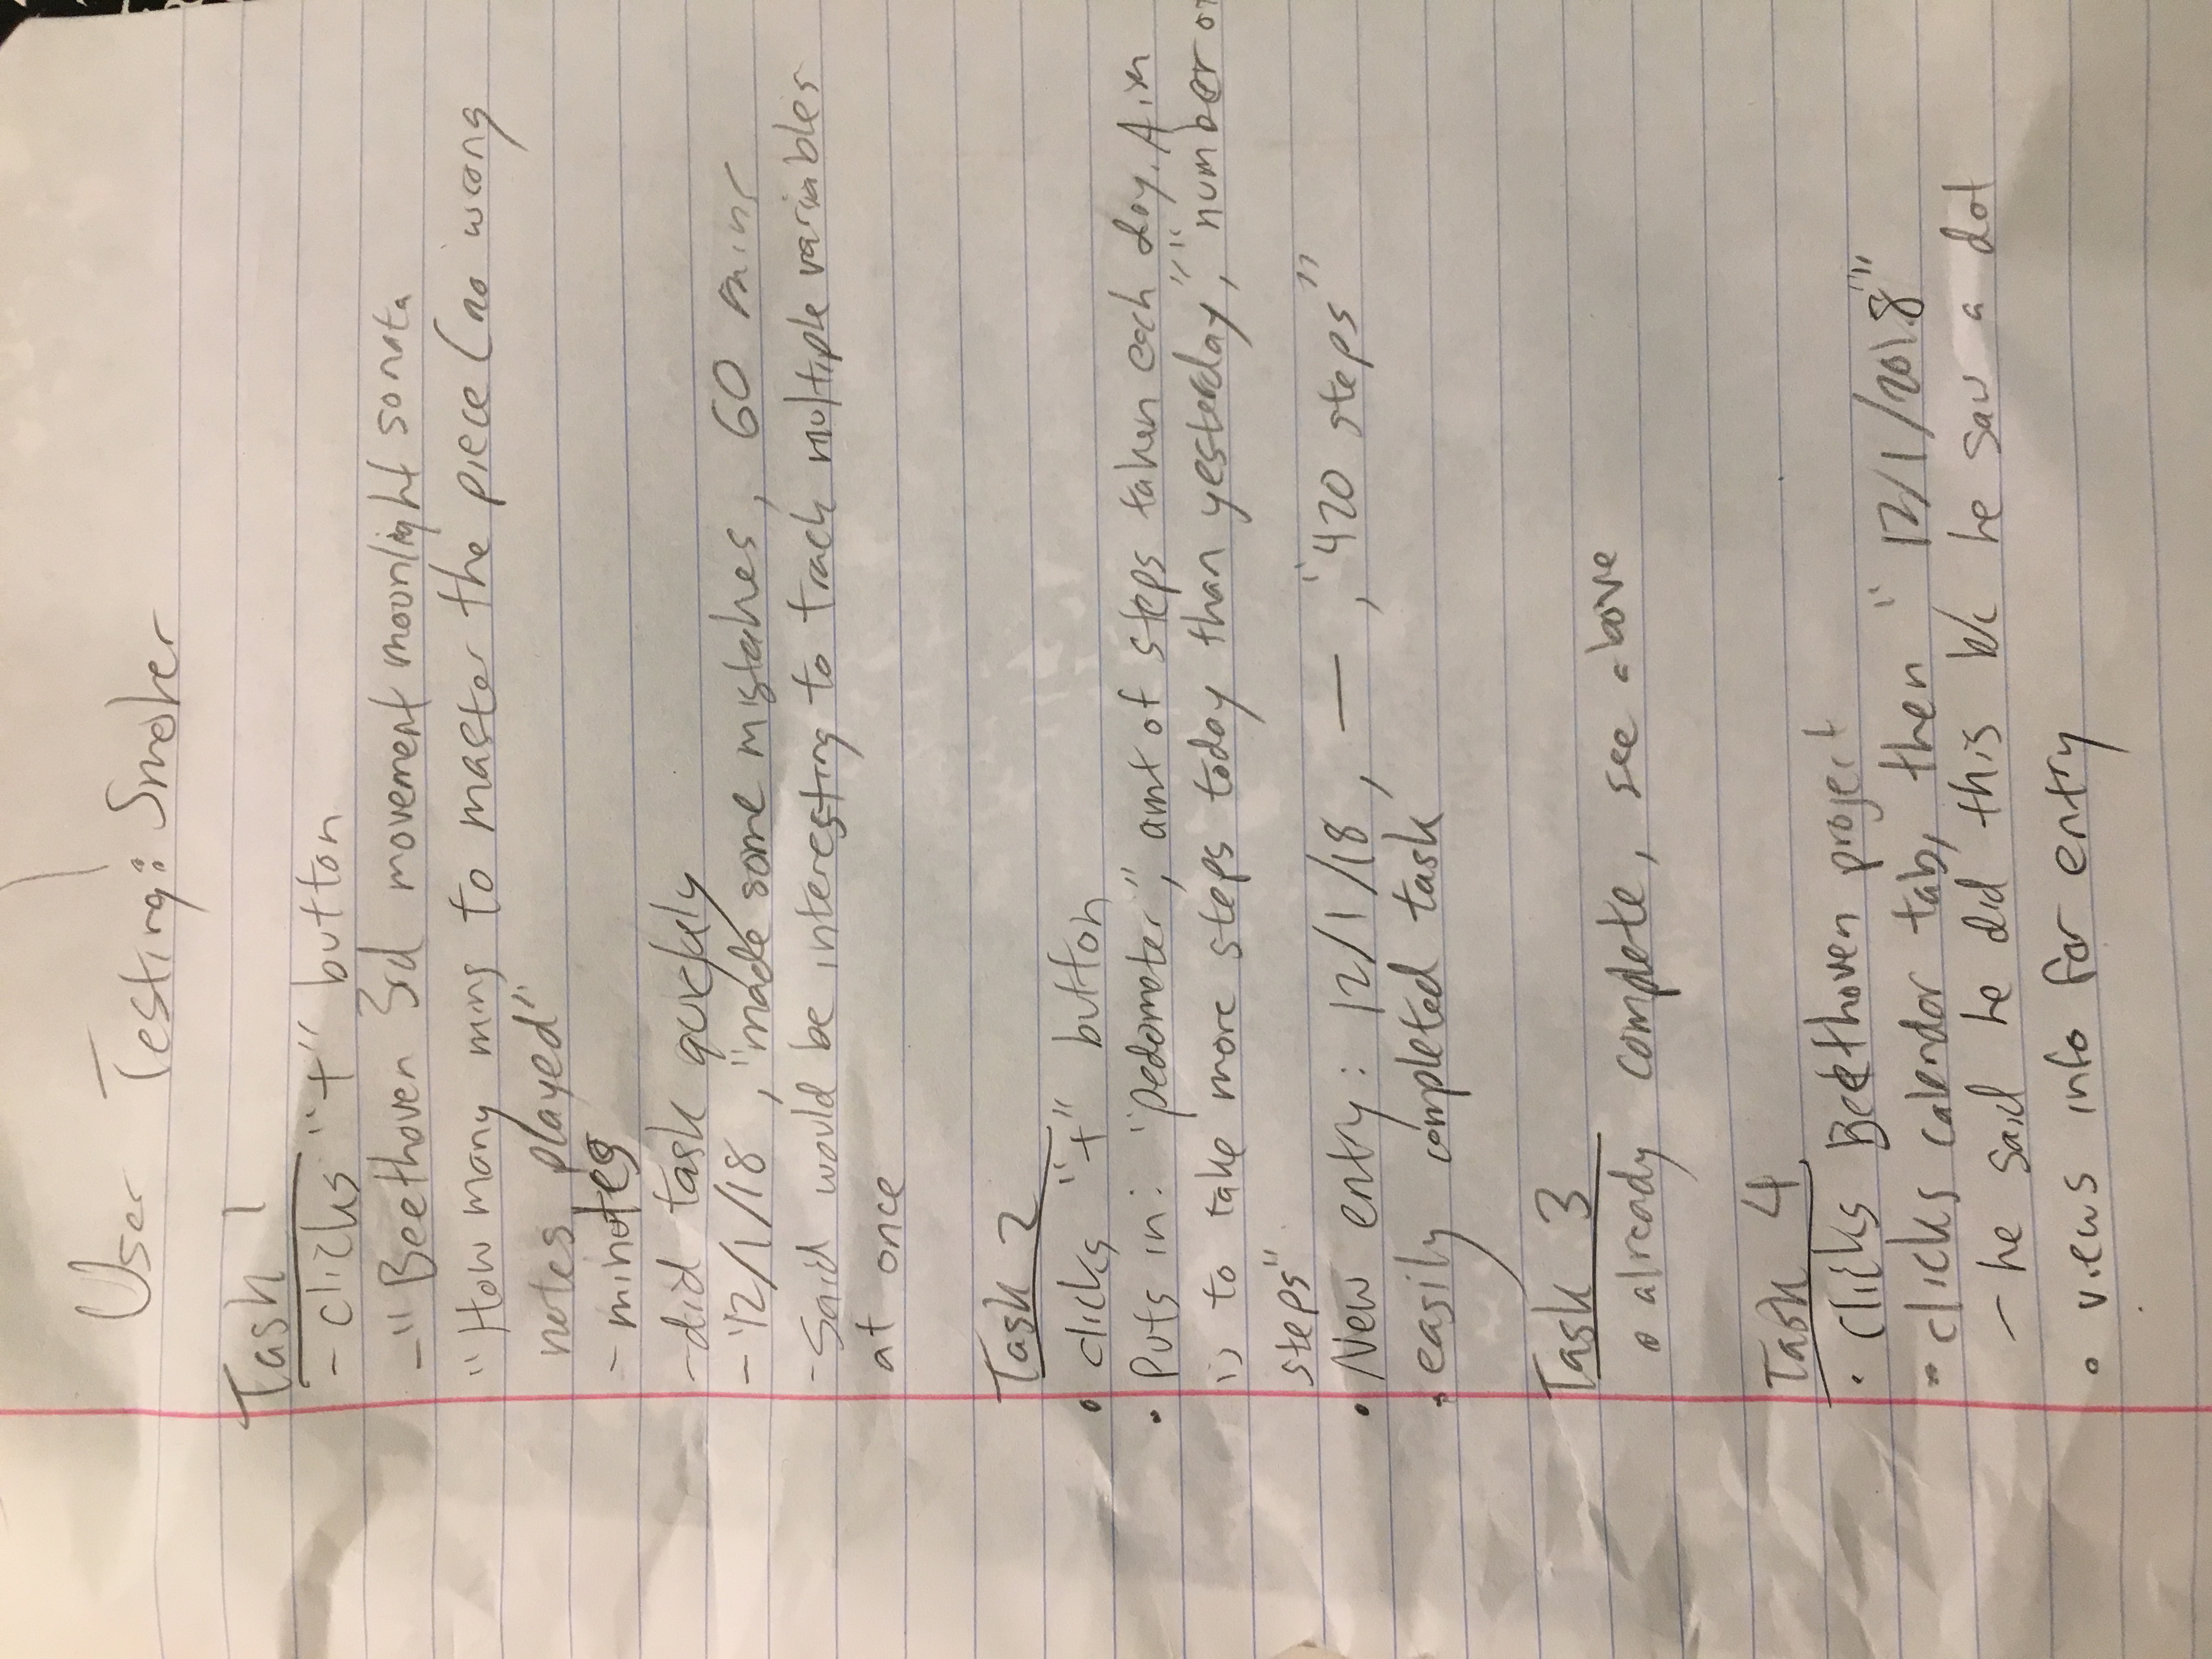 User Testing: Smoker
Task 1
- clicks "+" button
- "Beethoven 3rd movement moonlight sonata
"How many mins to master the piece (no wrong
notes played"
- minutes
- did task quickly
- 12/1/18 , "made some mistakes, 60 mins
- Said would be interesting to track multiple variables
at once
Task 2
• clicks "+" button
• Puts in: "pedometer", amt of steps taken each day. Aim
is to take more steps today than yesterday", "number of
steps"
• New entry: 12/1/18, — , "420 steps"
• easily completed task
Task 3
• already complete, see above
Task 4
• clicks Beethoven project
- clicks calendar tab, then "12/1/2018"
- he said he did this b/c he saw a dot
• views info for entry